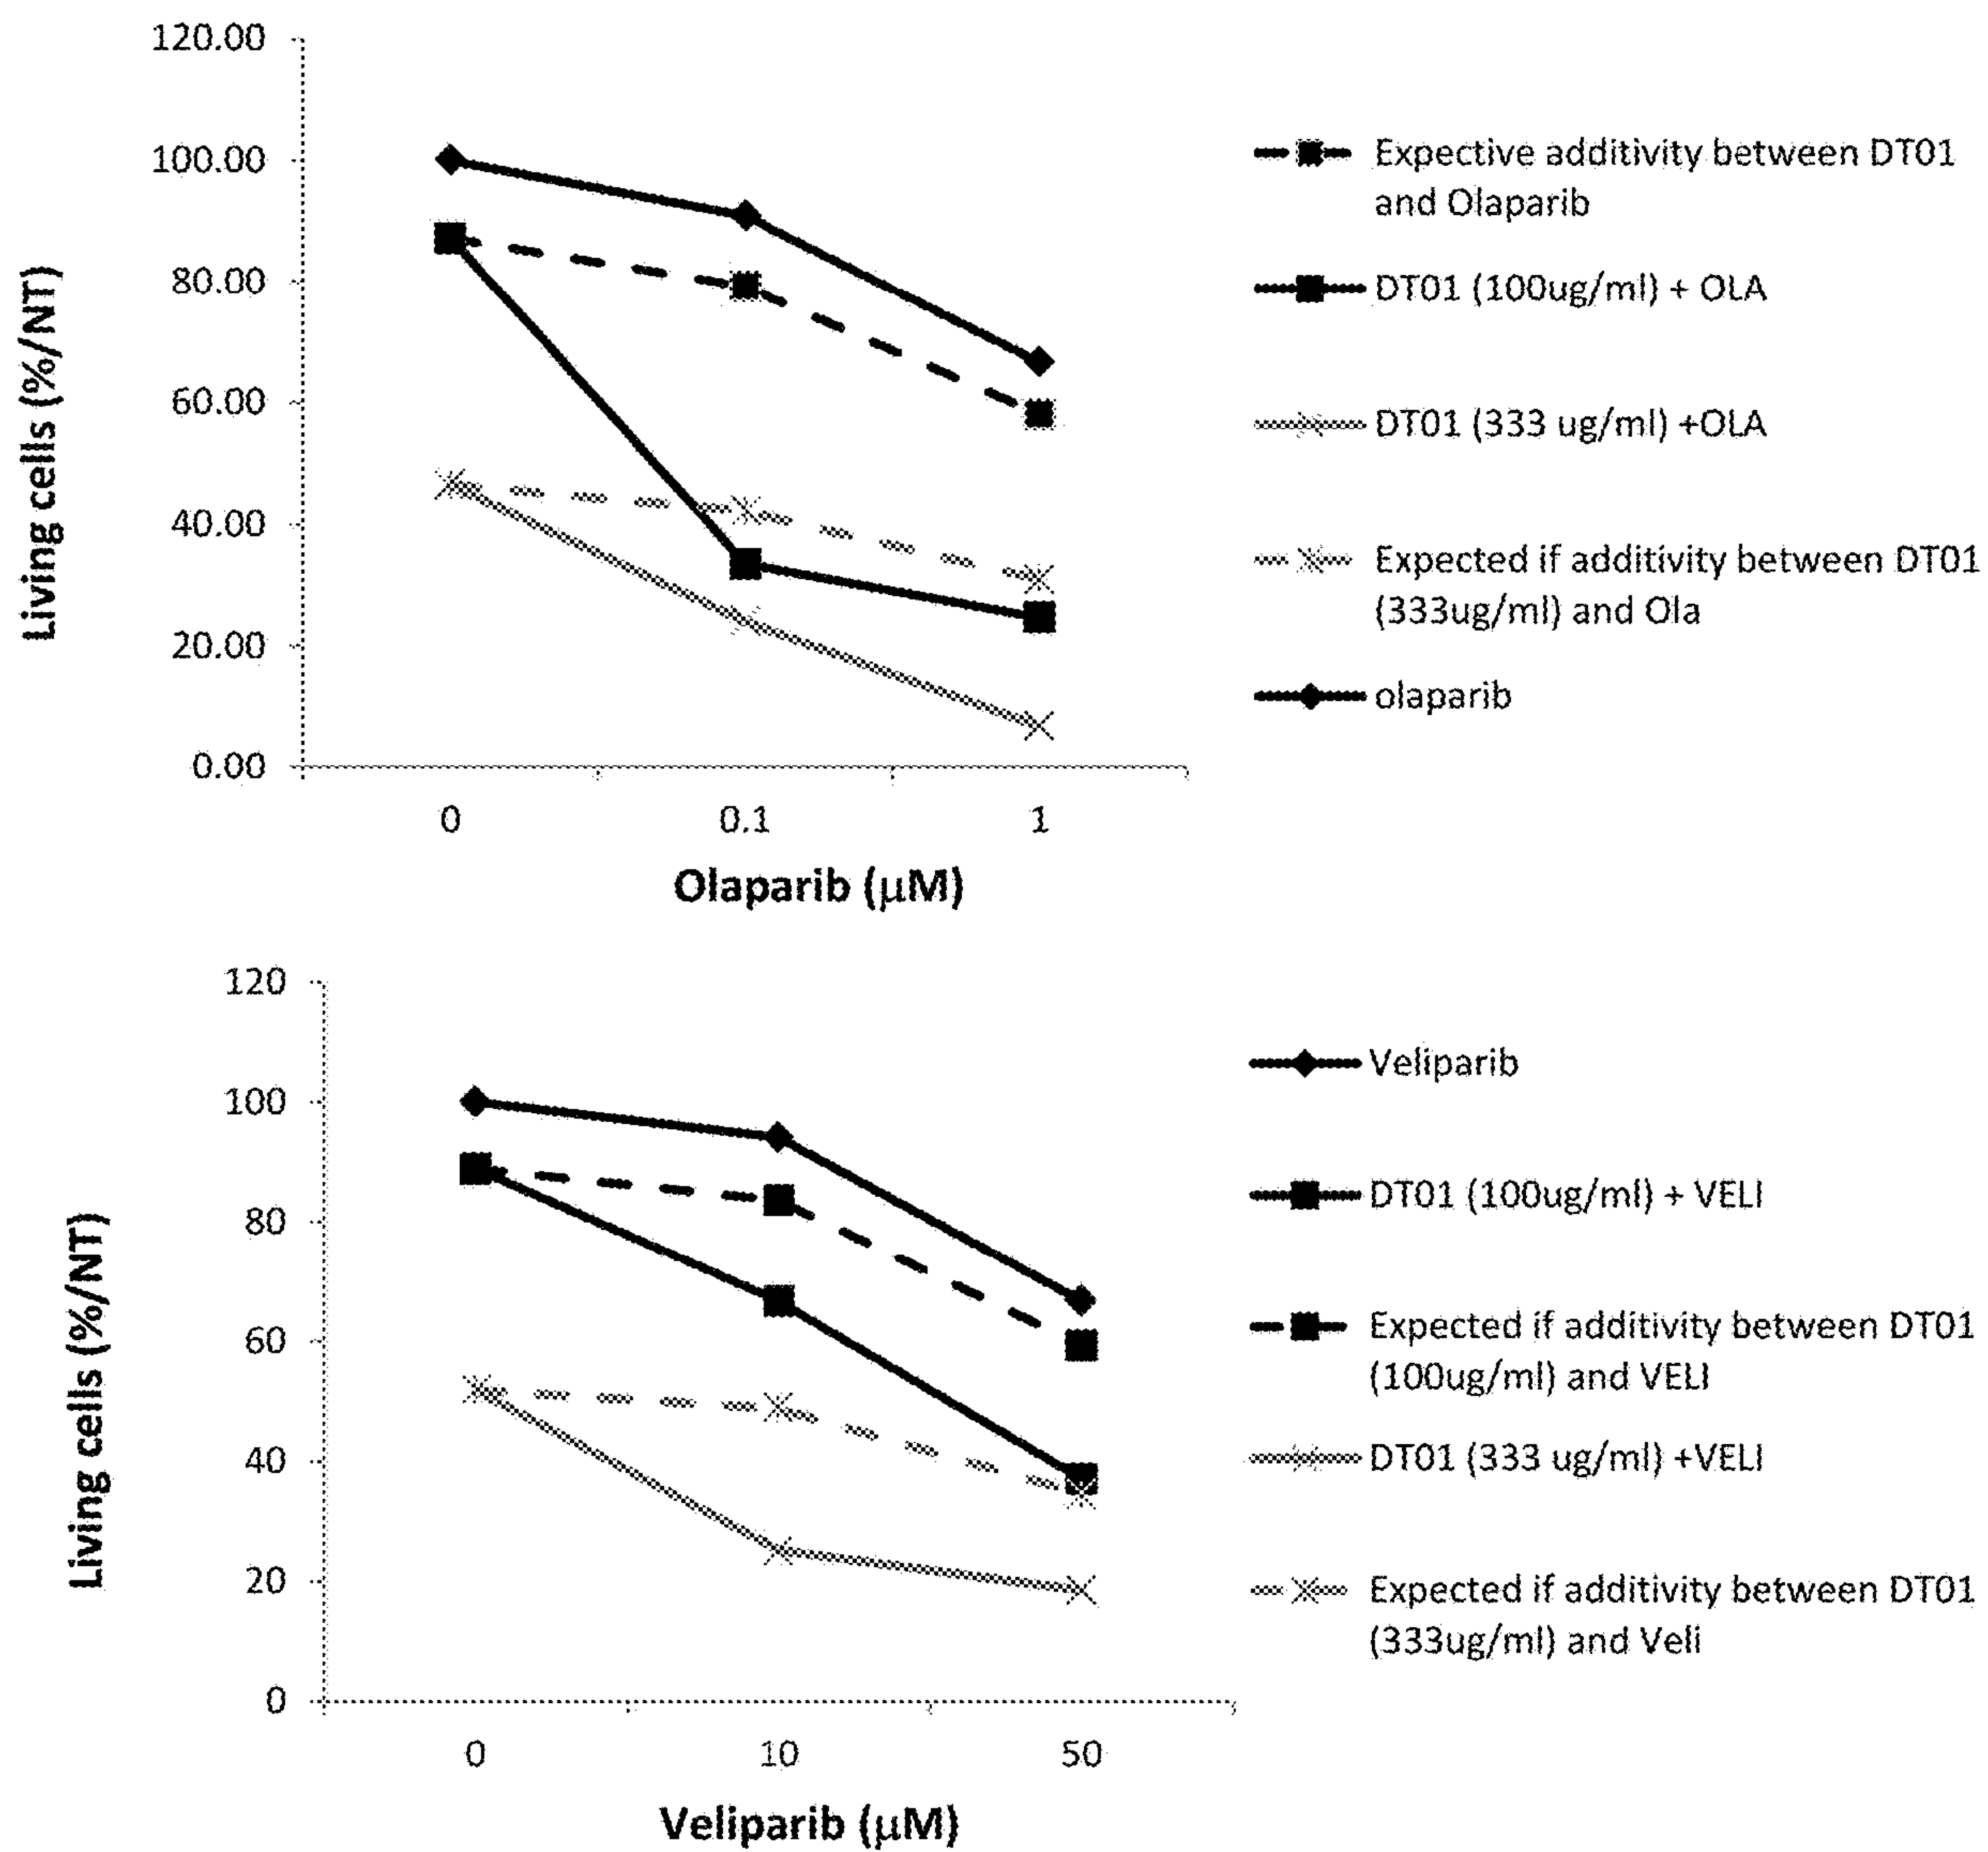 120.00
100.00
80.00
60.00
40.00
20.00
0.00
Living cells (%/NT)
0 0.1 1
Olaparib (µM)
Expective additivity between DT01
and Olaparib
DT01 (100ug/ml) + OLA
DT01 (333 ug/ml) +OLA
Expected if additivity between DT01
(333ug/ml) and Ola
olaparib
120
100
80
60
40
20
0
Living cells (%/NT)
0 10 50
Veliparib (µM)
Veliparib
DT01 (100ug/ml) + VELI
Expected if additivity between DT01
(100ug/ml) and VELI
DT01 (333 ug/ml) +VELI
Expected if additivity between DT01
(333ug/ml) and Veli